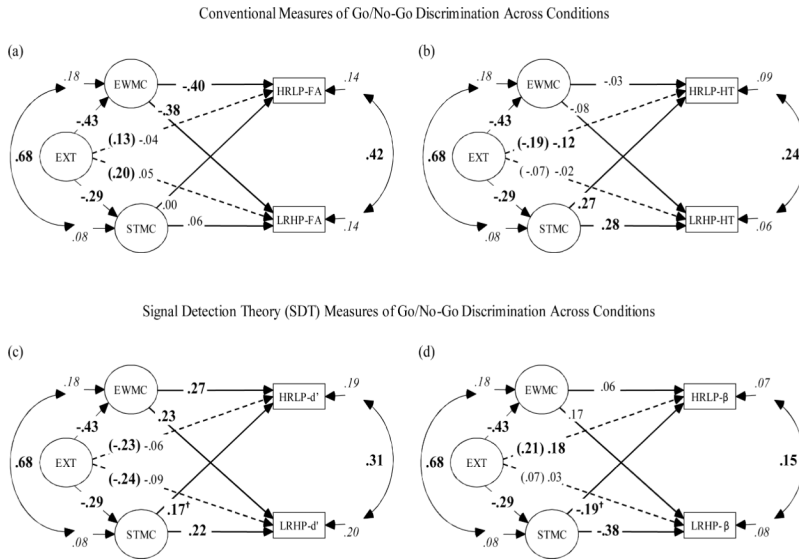 Conventional Measures of Go/No-Go Discrimination Across Conditions
(a)
.18
EWMC
-.40
HRLP-FA
.14
-.43
-.38
(.13) -.04
.68
EXT
.42
(.20) .05
-.29
.00
.06
LRHP-FA
.14
STMC
.08
(b)
.18
EWMC
-.03
HRLP-HT
.09
-.43
-.08
(-.19) -.12
.68
EXT
.24
(-.07) -.02
-.29
.27
.28
LRHP-HT
.06
STMC
.08
Signal Detection Theory (SDT) Measures of Go/No-Go Discrimination Across Conditions
(c)
.18
EWMC
.27
HRLP-d'
.19
-.43
.23
(-.23) -.06
.68
EXT
.31
(-.24) -.09
-.29
.17†
.22
LRHP-d'
.20
STMC
.08
(d)
.18
EWMC
.06
HRLP-β
.07
-.43
.17
(.21) .18
.68
EXT
.15
(.07) .03
-.29
-.19†
-.38
LRHP-β
.08
STMC
.08